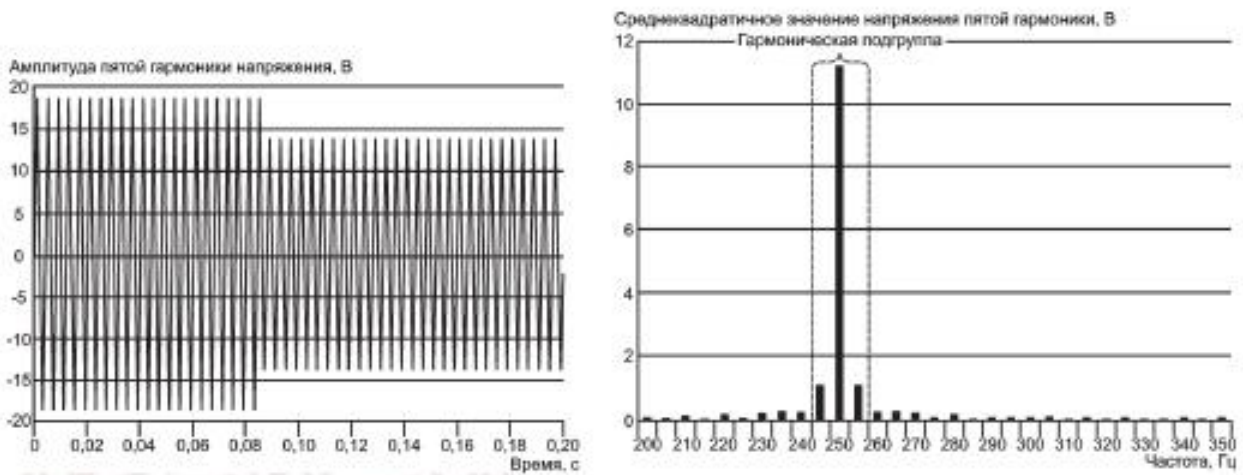 Амплитуда пятой гармоники напряжения, В
20
15
10
5
0
-5
-10
-15
-20
0 0,02 0,04 0,06 0,08 0,10 0,12 0,14 0,16 0,18 0,20
Время, с
Среднеквадратичное значение напряжения пятой гармоники, В
12
Гармоническая подгруппа
10
8
6
4
2
0
200 210 220 230 240 250 260 270 280 290 300 310 320 330 340 350
Частота, Гц